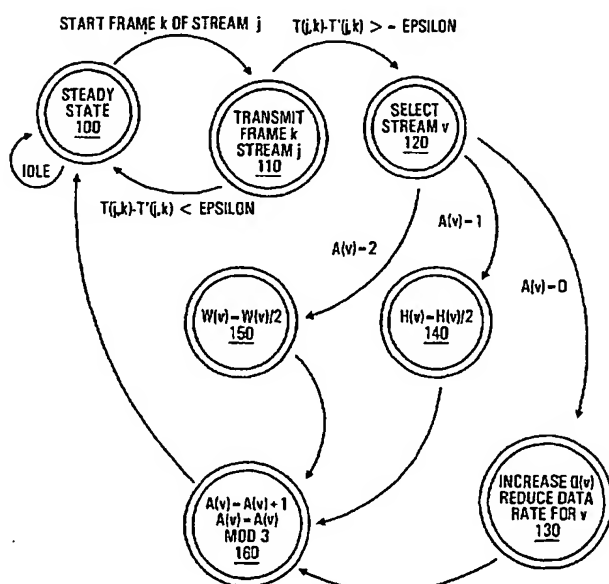 START FRAME k OF STREAM j
T(j,k)-T'(j,k) > - EPSILON
STEADY
STATE
100
TRANSMIT
FRAME k
STREAM j
110
SELECT
STREAM v
120
IDLE
T(j,k)-T'(j,k) < EPSILON
A(v)-2
A(v)-1
A(v)-0
W(v)-W(v)/2
150
H(v)-H(v)/2
140
A(v)-A(v)+1
A(v)-A(v)
MOD 3
160
INCREASE Q(v)
REDUCE DATA
RATE FOR v
130